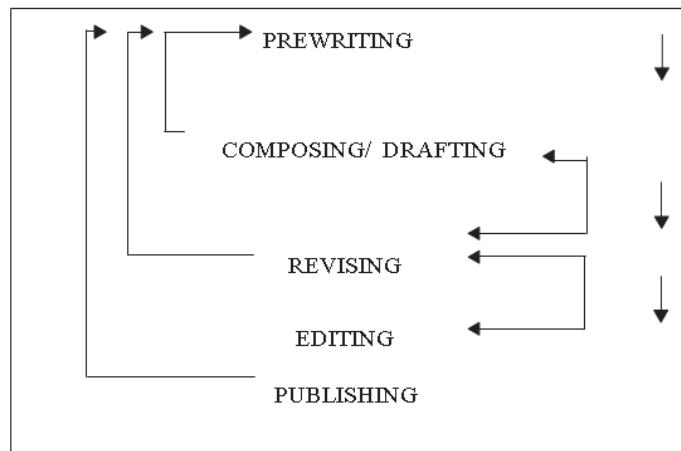 PREWRITING
COMPOSING/ DRAFTING
REVISING
EDITING
PUBLISHING